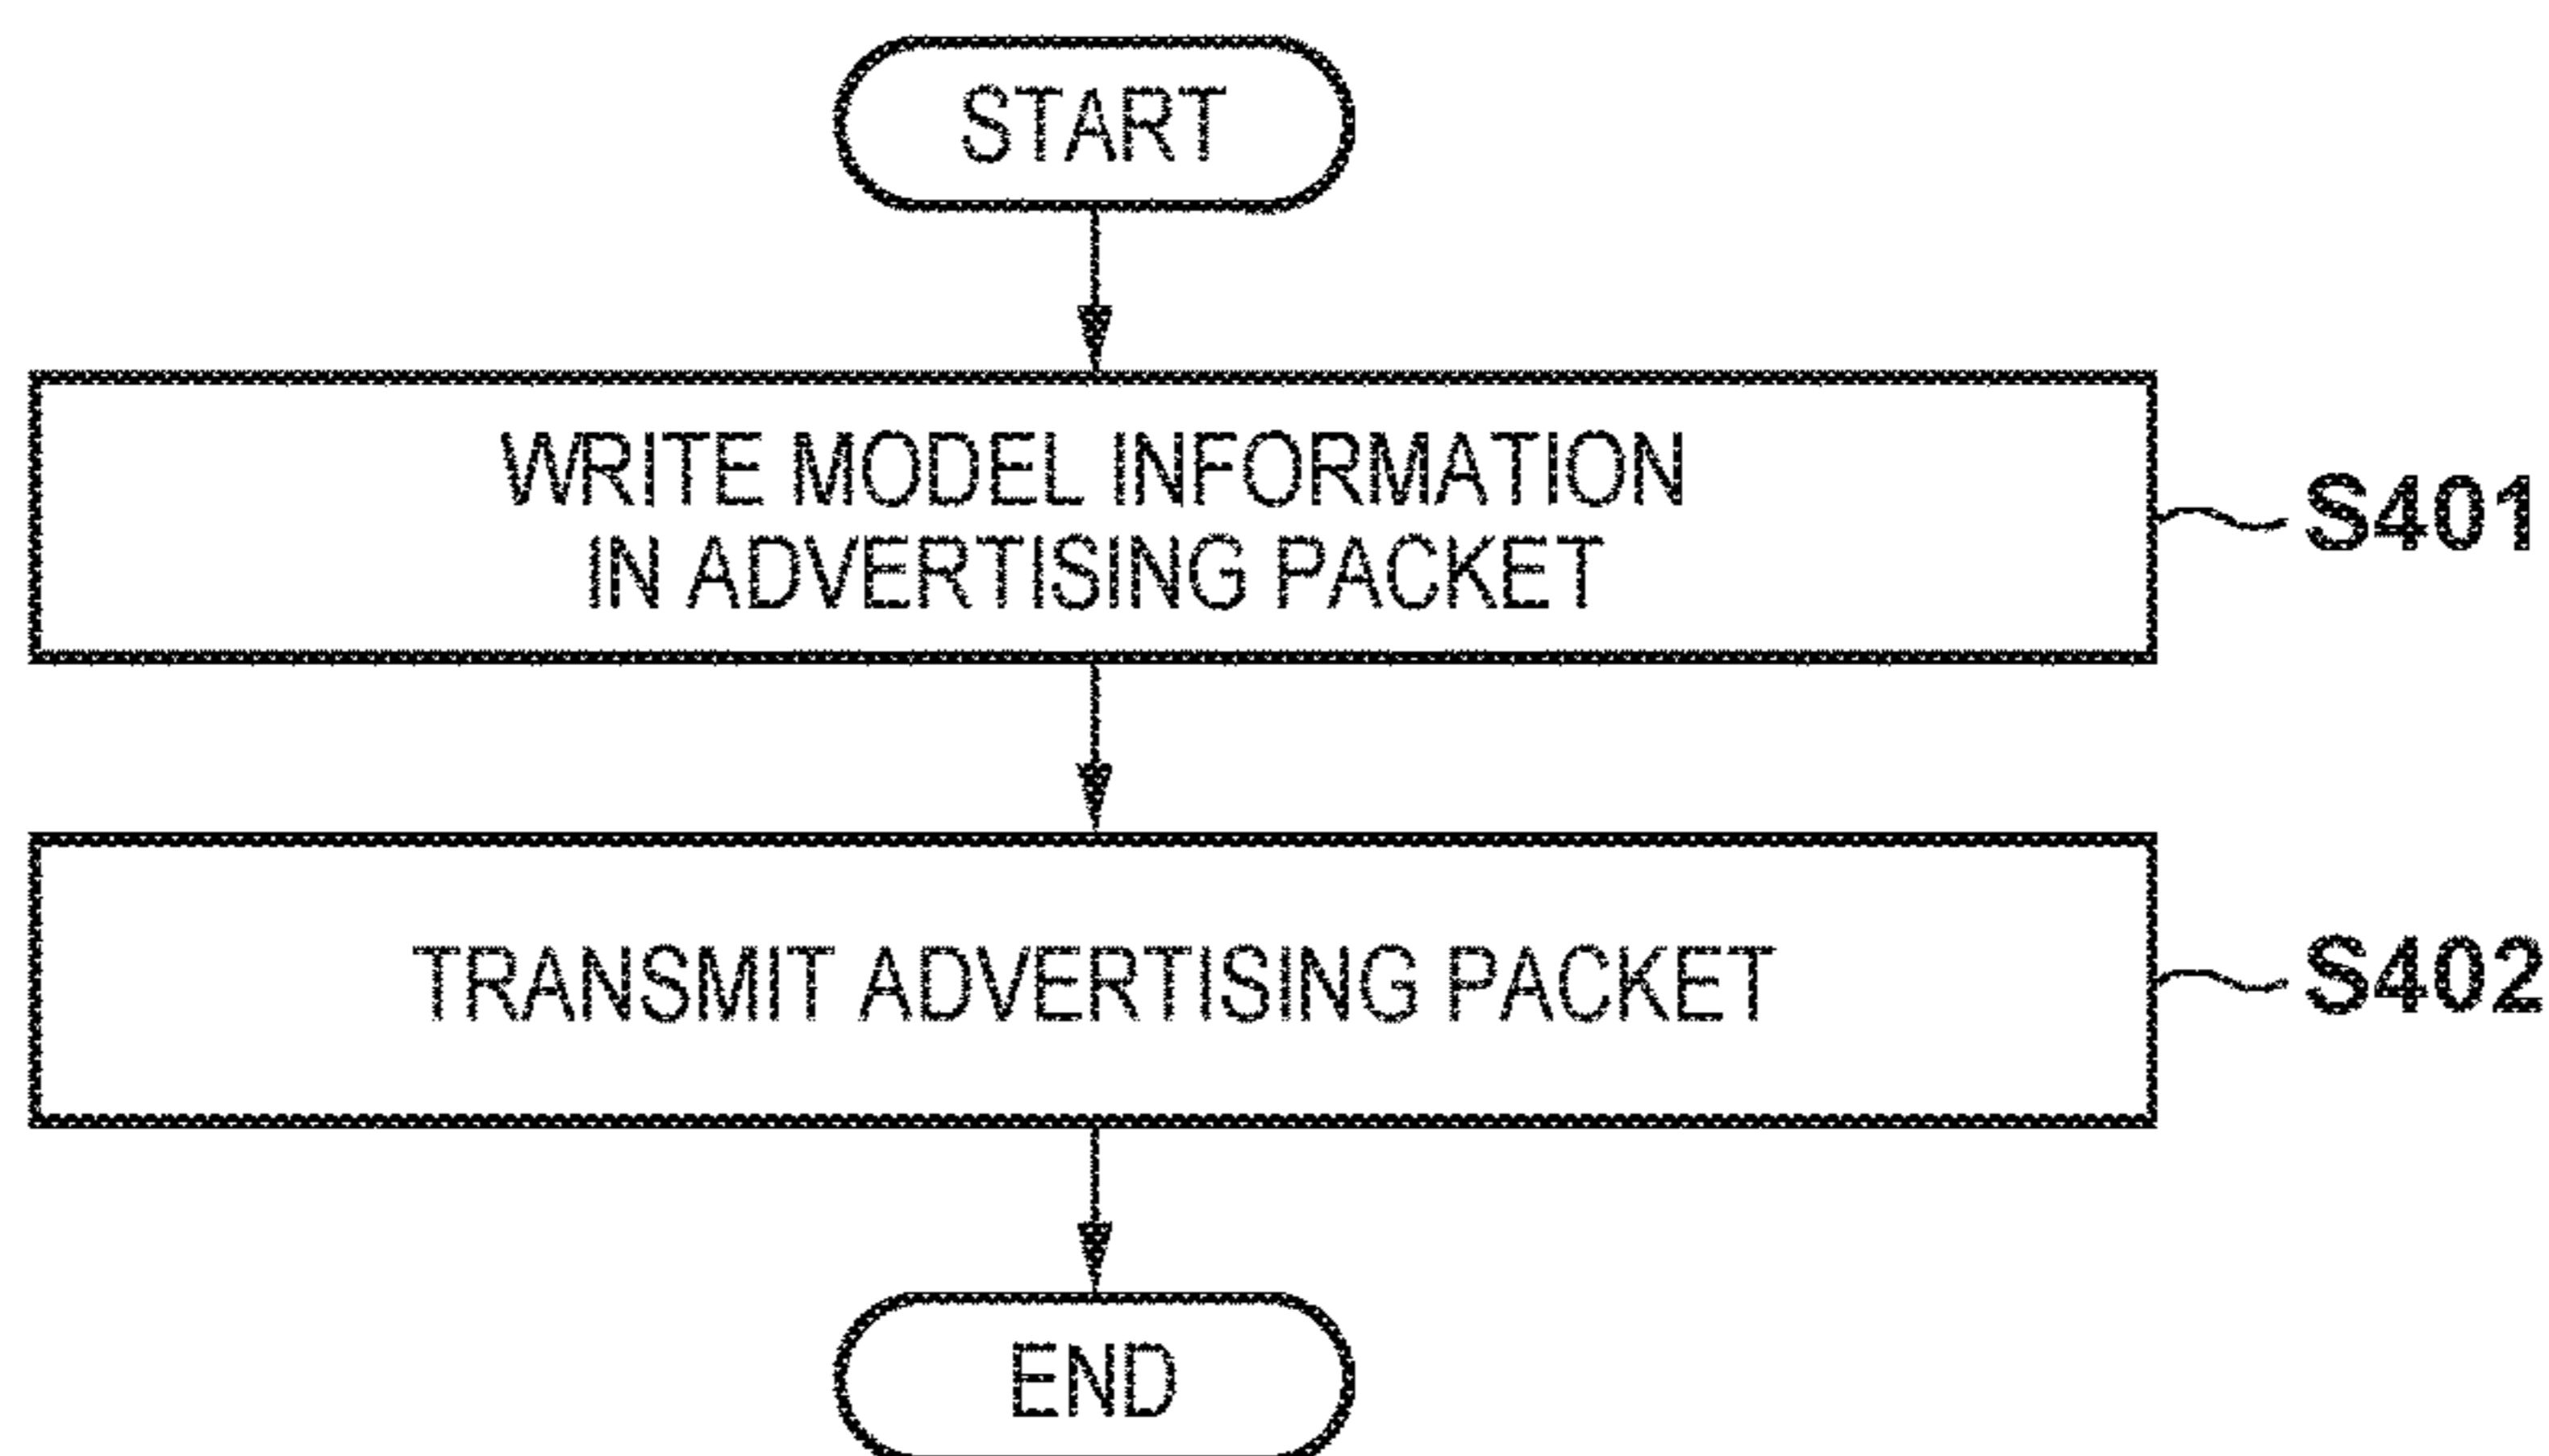 START
WRITE MODEL INFORMATION
IN ADVERTISING PACKET
S401
TRANSMIT ADVERTISING PACKET
S402
END